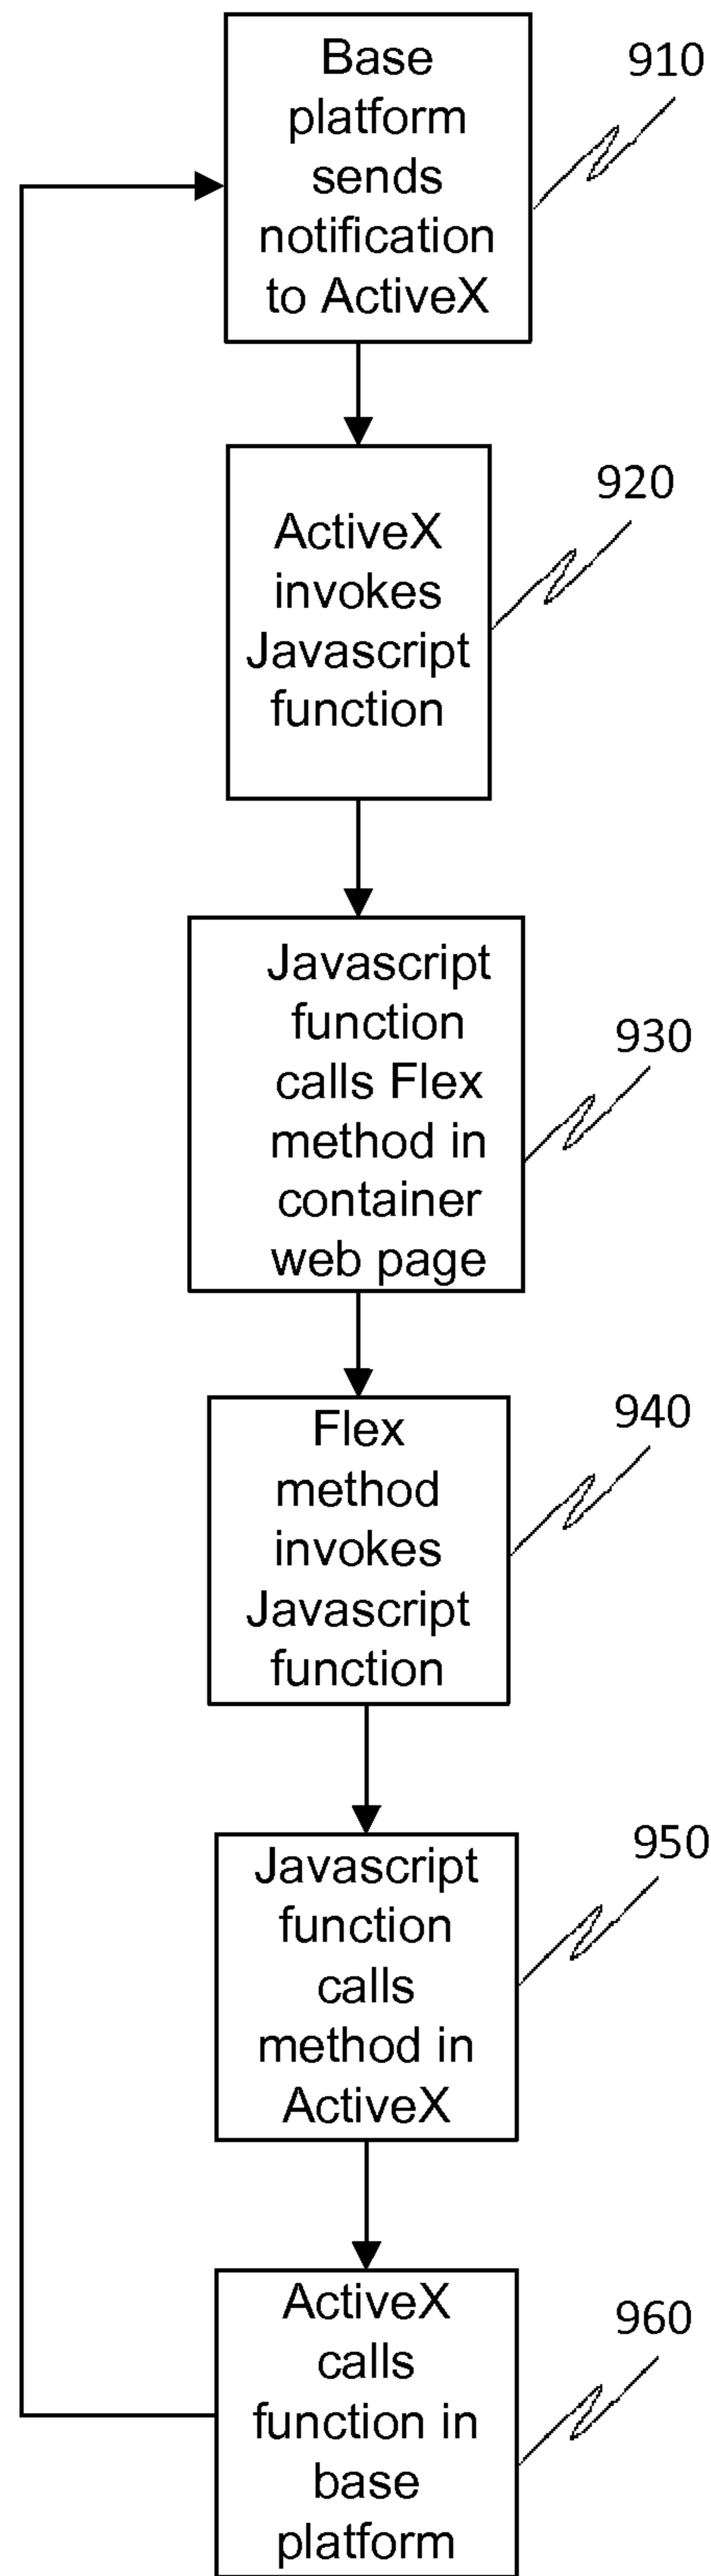 Base
platform
sends
notification
to ActiveX
910
ActiveX
invokes
Javascript
function
920
Javascript
function
calls Flex
method in
container
web page
930
Flex
method
invokes
Javascript
function
940
Javascript
function
calls
method in
ActiveX
950
ActiveX
calls
function in
base
platform
960